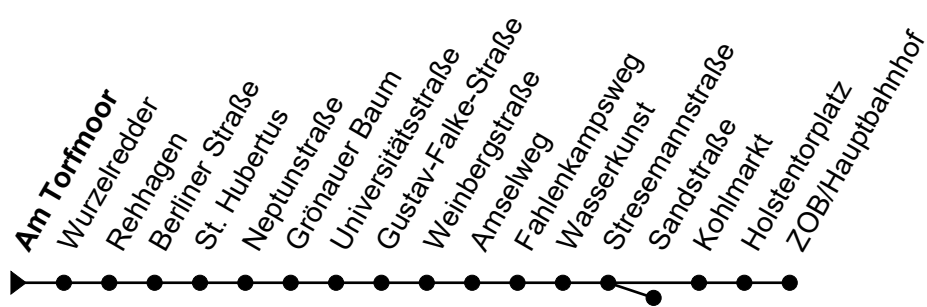 Am Torfmoor
Wurzelredder
Rehhagen
Berliner Straße
St. Hubertus
Neptunstraße
Grönauer Baum
Universitätsstraße
Gustav-Falke-Straße
Weinbergstraße
Amselweg
Fahlenkampsweg
Wasserkunst
Stresemannstraße
Sandstraße
Kohlmarkt
Holstentorplatz
ZOB/Hauptbahnhof